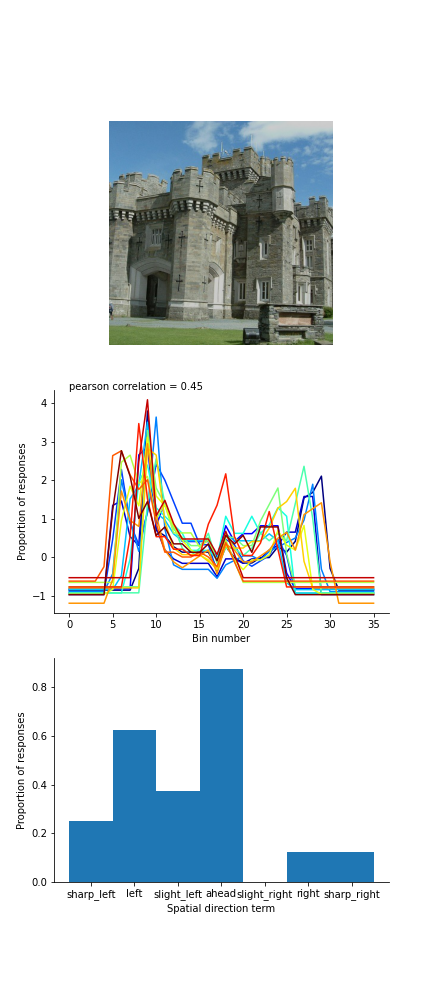 pearson correlation = 0.45
4
3
2
1
0
−1
Proportion of responses
0 5 10 15 20 25 30 35
Bin number
0.8
0.6
0.4
0.2
0.0
Proportion of responses
sharp_left left slight_left ahead slight_right right sharp_right
Spatial direction term